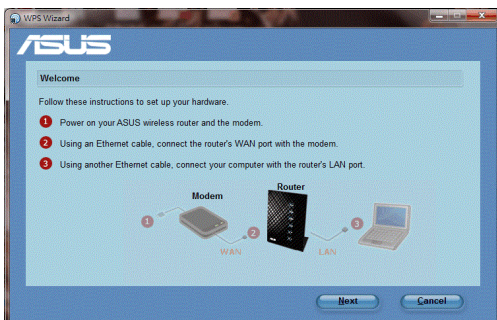 WPS Wizard
ASUS
Welcome
Follow these instructions to set up your hardware.
1 Power on your ASUS wireless router and the modem.
2 Using an Ethernet cable, connect the router's WAN port with the modem.
3 Using another Ethernet cable, connect your computer with the router's LAN port.
Router
Modem
1
2
3
WAN
LAN
Next
Cancel